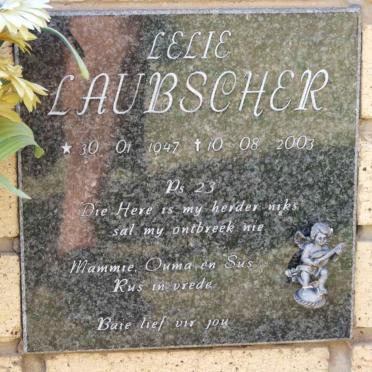 LELIE
LAUBSCHER
★ 30 01 1947 ✝ 10 08 2003
Ps 23
Die Here is my herder niks
sal my ontbreek nie
Mammie, Ouma en Sus
Rus in vrede
Baie lief vir jou